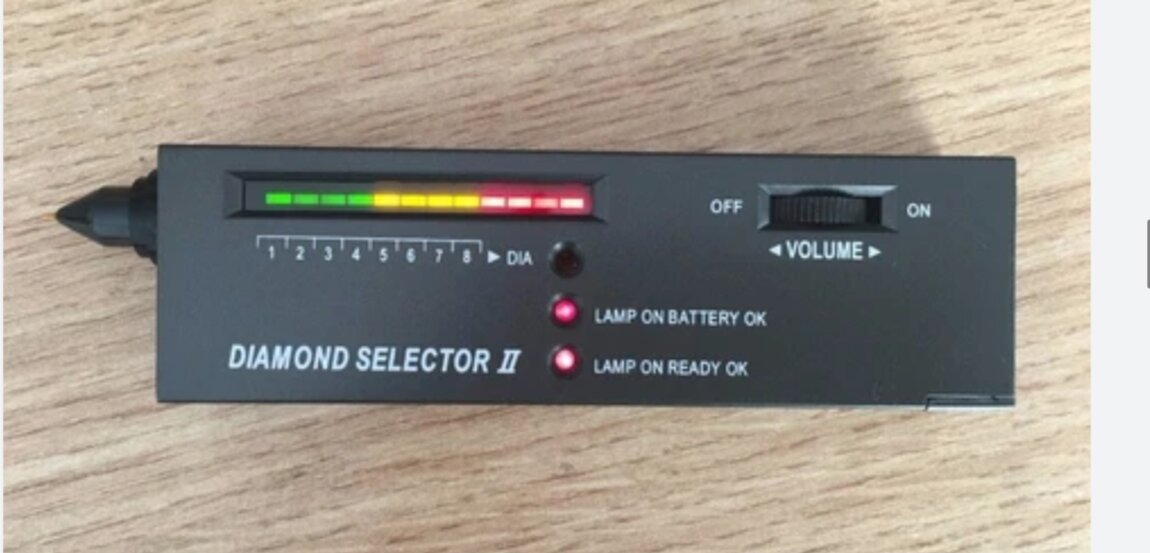 OFF
ON
◄ VOLUME ►
1 2 3 4 5 6 7 8 ► DIA
LAMP ON BATTERY OK
DIAMOND SELECTOR II
LAMP ON READY OK